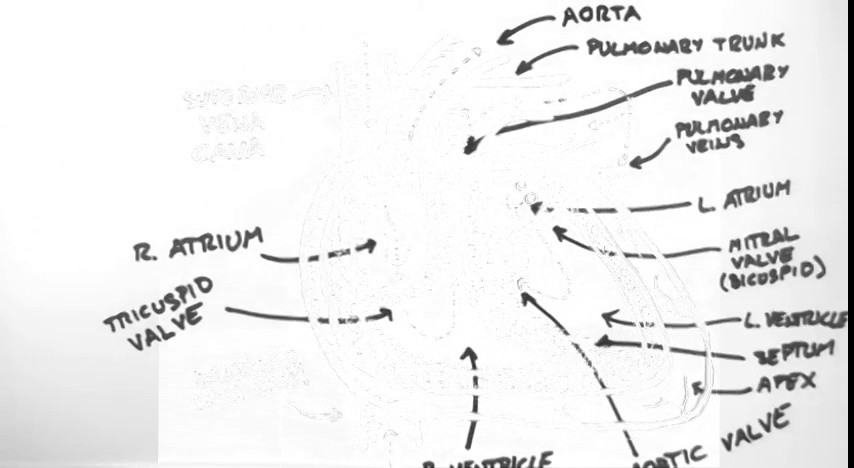 AORTA
PULMONARY TRUNK
PULMONARY
VALVE
PULMONARY
VEINS
SUPERIOR
VENA
CAVA
L. ATRIUM
R. ATRIUM
MITRAL
VALVE
(BICUSPID)
TRICUSPID
VALVE
L. VENTRICLE
SEPTUM
APEX
AORTIC VALVE
R. VENTRICLE